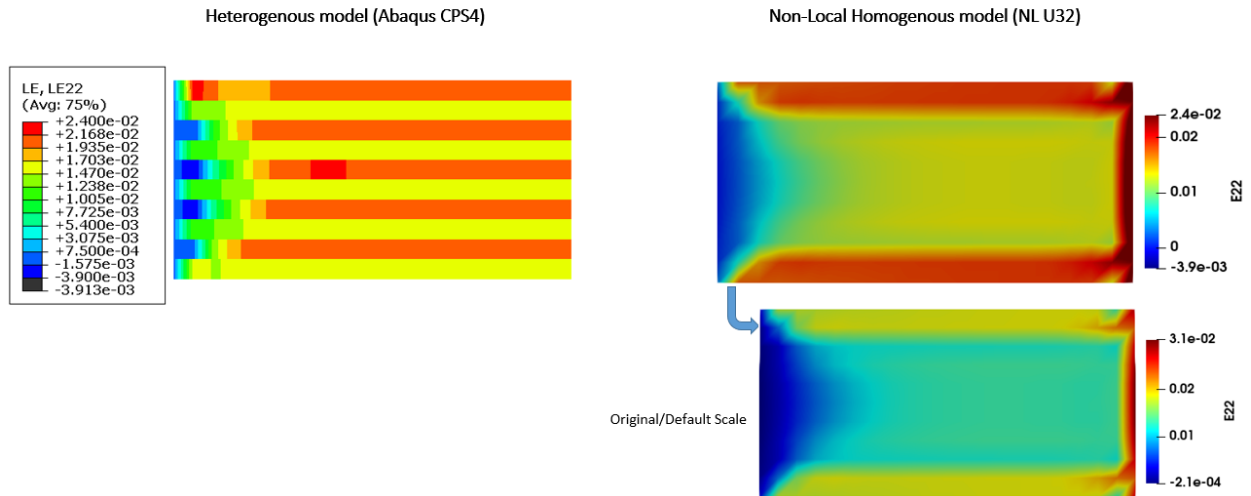 Heterogenous model (Abaqus CPS4)
Non-Local Homogenous model (NL U32)
LE, LE22
(Avg: 75%)
+2.400e-02
+2.168e-02
+1.935e-02
+1.703e-02
+1.470e-02
+1.238e-02
+1.005e-02
+7.725e-03
+5.400e-03
+3.075e-03
+7.500e-04
-1.575e-03
-3.900e-03
-3.913e-03
2.4e-02
0.02
0.01
0
-3.9e-03
E22
Original/Default Scale
3.1e-02
0.02
0.01
-2.1e-04
E22